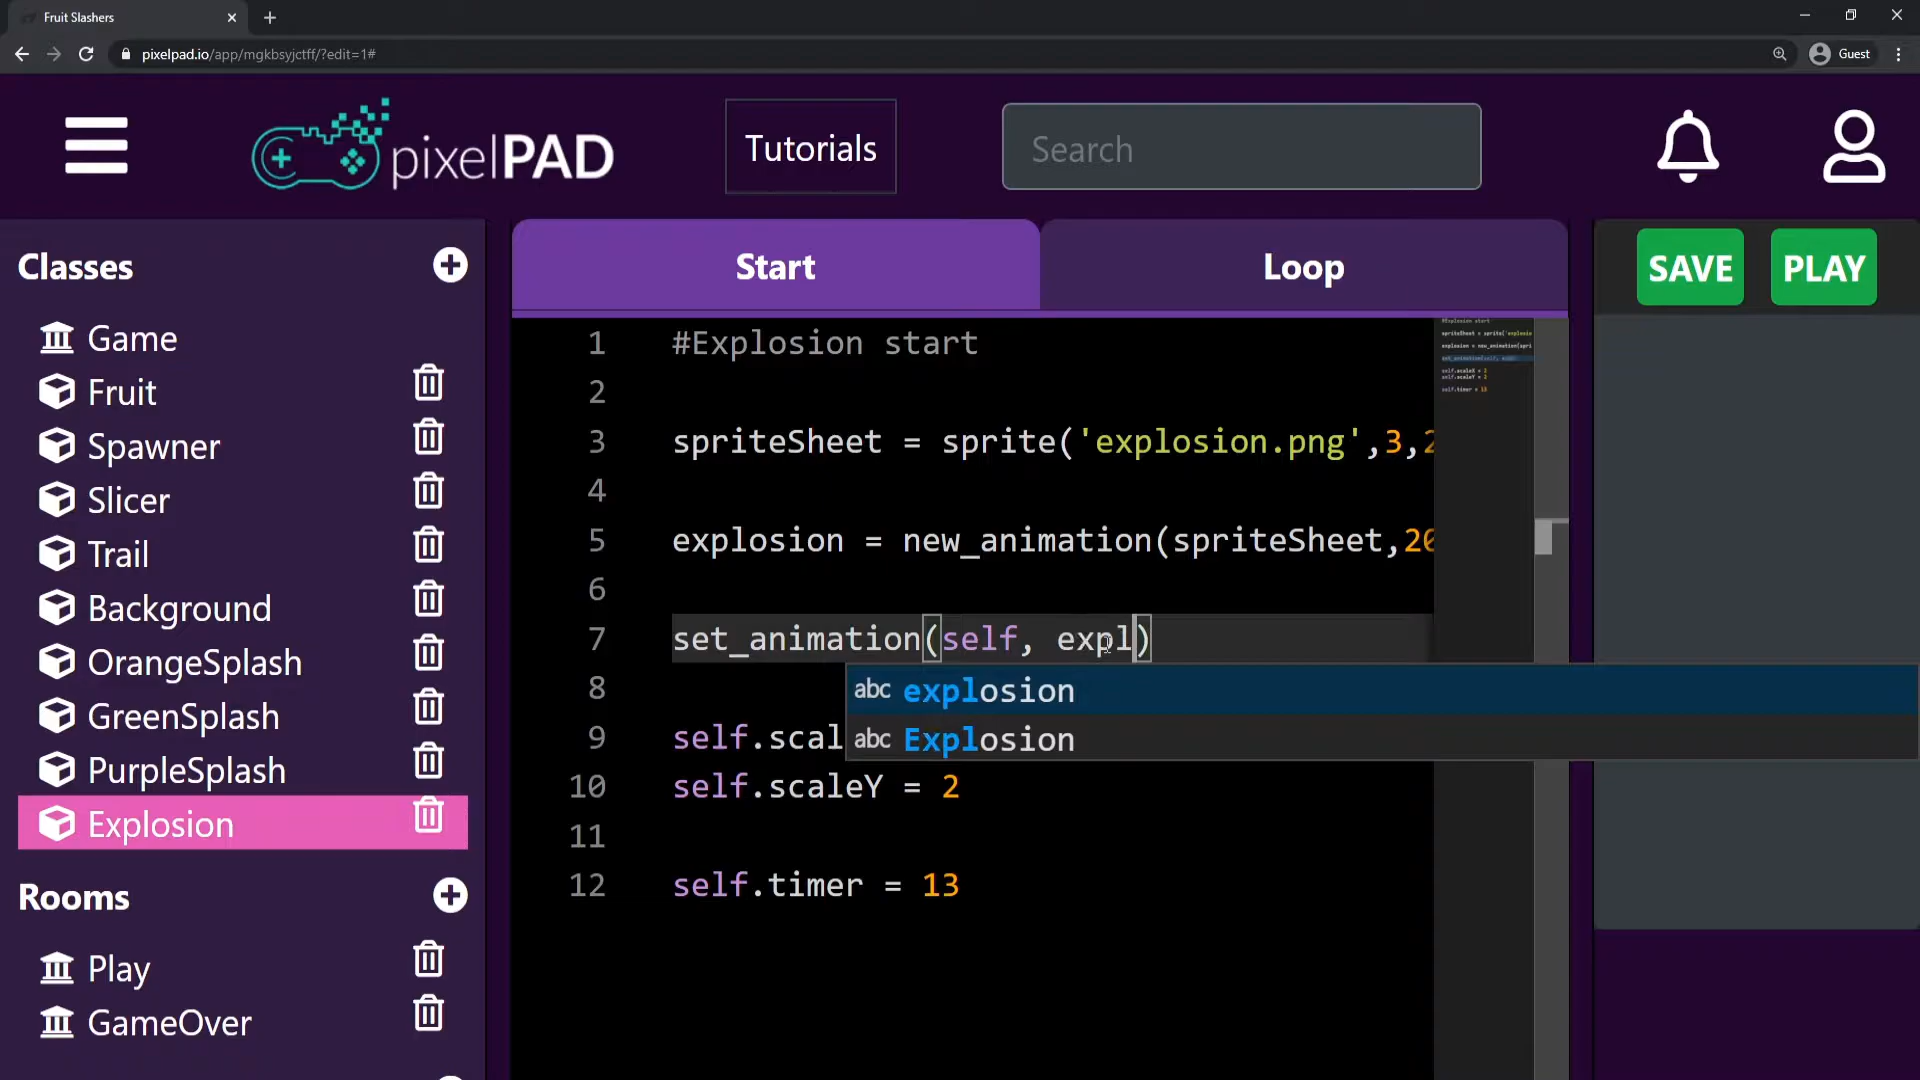 Fruit Slashers
pixelpad.io/app/mgkbsyjctff/?edit=1#
Guest
pixelPAD
Tutorials
Search
Classes
Game
Fruit
Spawner
Slicer
Trail
Background
OrangeSplash
GreenSplash
PurpleSplash
Explosion
Rooms
Play
GameOver
Start
Loop
SAVE
PLAY
1 #Explosion start
2
3 spriteSheet = sprite('explosion.png',3,2
4
5 explosion = new_animation(spriteSheet,20
6
7 set_animation(self, expl)
abc explosion
abc Explosion
8
9 self.scal
10 self.scaleY = 2
11
12 self.timer = 13